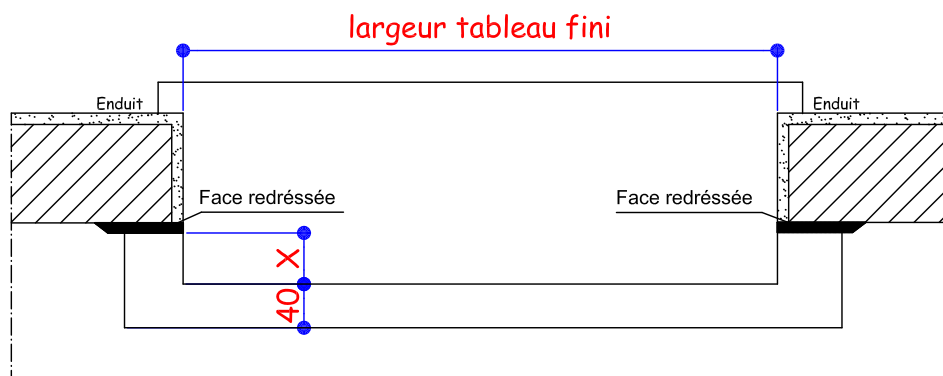 largeur tableau fini
Enduit
Enduit
Face redréssée
Face redréssée
X
40